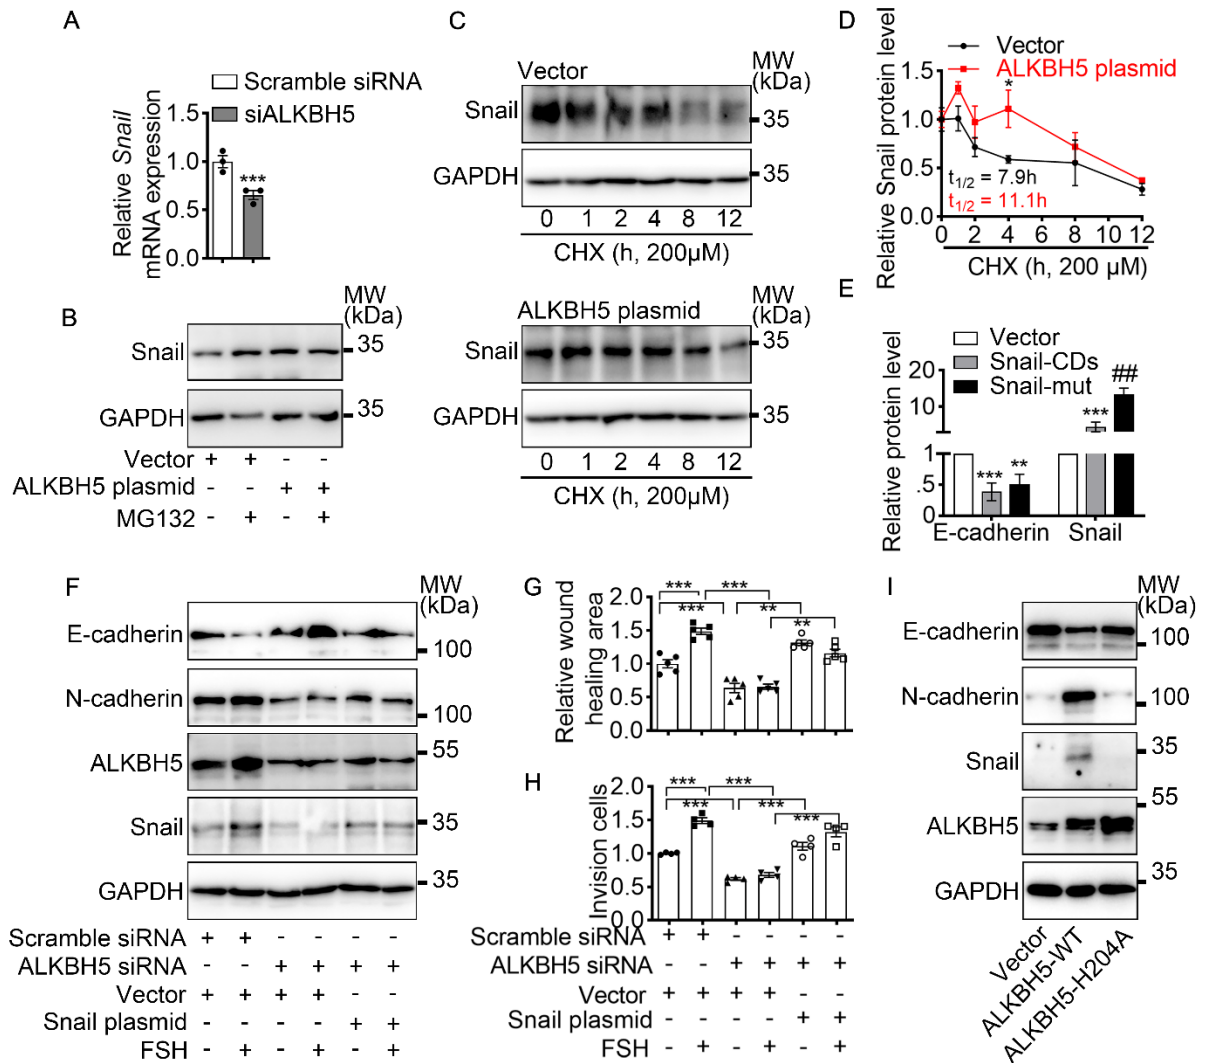 A
Scramble siRNA
siALKBH5
Relative Snail
mRNA expression
1.5
1.0
0.5
0.0
***
B
MW
(kDa)
Snail
35
GAPDH
35
Vector + + - -
ALKBH5 plasmid - - + +
MG132 - + - +
C
Vector
MW
(kDa)
Snail
35
GAPDH
35
0 1 2 4 8 12
CHX (h, 200µM)
ALKBH5 plasmid
MW
(kDa)
Snail
35
GAPDH
35
0 1 2 4 8 12
CHX (h, 200µM)
D
Vector
ALKBH5 plasmid
Relative Snail protein level
1.5
1.0
0.5
0.0
*
t1/2 = 7.9h
t1/2 = 11.1h
0 2 4 6 8 10 12
CHX (h, 200 µM)
E
Vector
Snail-CDs
Snail-mut
Relative protein level
20
10
1
.5
0
*** **
*** ##
E-cadherin Snail
F
MW
(kDa)
E-cadherin
100
N-cadherin
100
ALKBH5
55
Snail
35
GAPDH
35
Scramble siRNA + + - - - -
ALKBH5 siRNA - - + + + +
Vector + + + + - -
Snail plasmid - - - - + +
FSH - + - + - +
G
Relative wound
healing area
2.0
1.5
1.0
0.5
0.0
*** ***
*** **
**
H
Invision cells
2.0
1.5
1.0
0.5
0.0
*** ***
*** ***
***
Scramble siRNA + + - - - -
ALKBH5 siRNA - - + + + +
Vector + + + + - -
Snail plasmid - - - - + +
FSH - + - + - +
I
MW
(kDa)
E-cadherin
100
N-cadherin
100
Snail
35
ALKBH5
55
GAPDH
35
Vector
ALKBH5-WT
ALKBH5-H204A